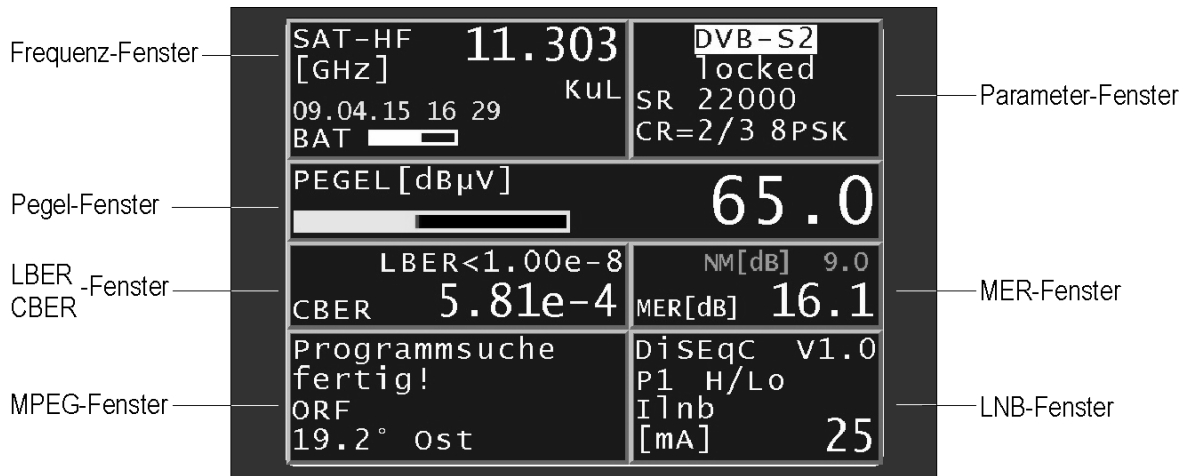 Frequenz-Fenster
SAT-HF 11.303
[GHz]
KuL
09.04.15 16 29
BAT
DVB-S2
locked
SR 22000
CR=2/3 8PSK
Parameter-Fenster
Pegel-Fenster
PEGEL[dBµV] 65.0
LBER
CBER -Fenster
LBER<1.00e-8
CBER 5.81e-4
NM[dB] 9.0
MER[dB] 16.1
MER-Fenster
MPEG-Fenster
Programmsuche
fertig!
ORF
19.2° Ost
DiSEqC V1.0
P1 H/Lo
Ilnb
[mA] 25
LNB-Fenster